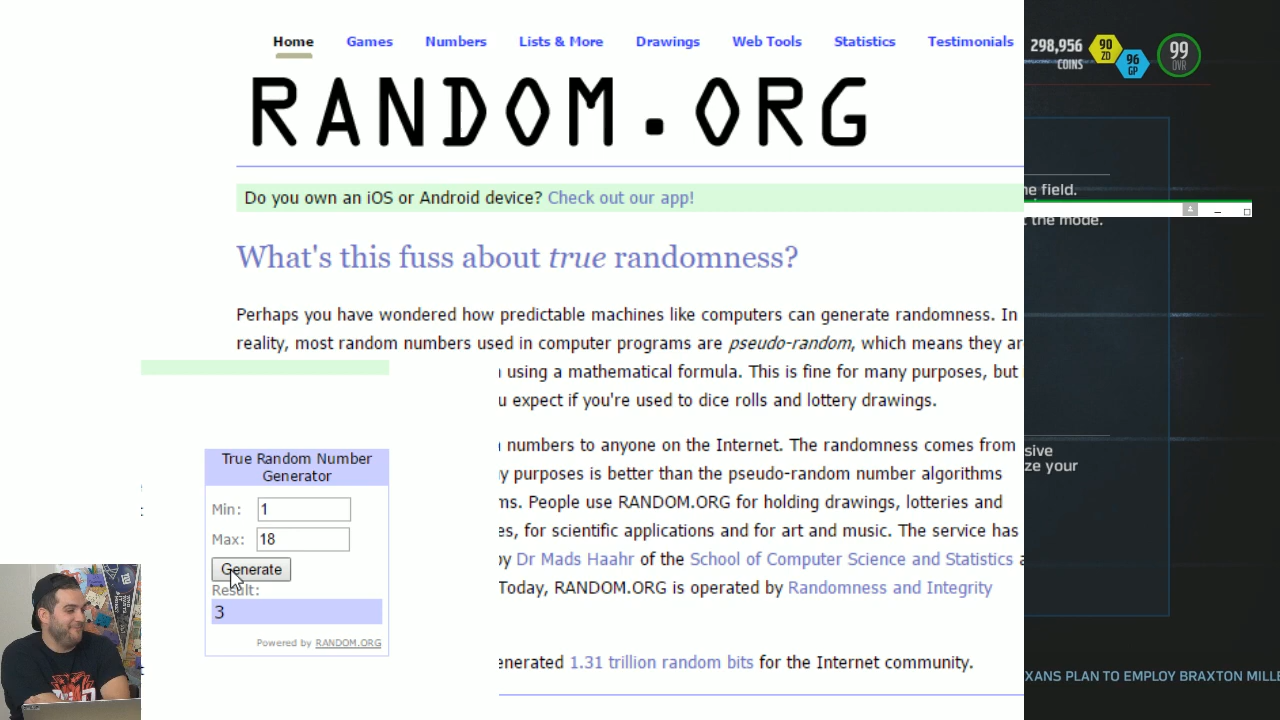 Home Games Numbers Lists & More Drawings Web Tools Statistics Testimonials
298,956
COINS
90
ZD
96
GP
99
OVR
RANDOM.ORG
Do you own an iOS or Android device? Check out our app!
ne field.
the mode.
What's this fuss about true randomness?
Perhaps you have wondered how predictable machines like computers can generate randomness. In
reality, most random numbers used in computer programs are pseudo-random, which means they ar
using a mathematical formula. This is fine for many purposes, but
u expect if you're used to dice rolls and lottery drawings.
numbers to anyone on the Internet. The randomness comes from
y purposes is better than the pseudo-random number algorithms
ms. People use RANDOM.ORG for holding drawings, lotteries and
es, for scientific applications and for art and music. The service has
by Dr Mads Haahr of the School of Computer Science and Statistics a
Today, RANDOM.ORG is operated by Randomness and Integrity
enerated 1.31 trillion random bits for the Internet community.
True Random Number
Generator
Min: 1
Max: 18
Generate
Result:
3
Powered by RANDOM.ORG
sive
ze your
XANS PLAN TO EMPLOY BRAXTON MILLE